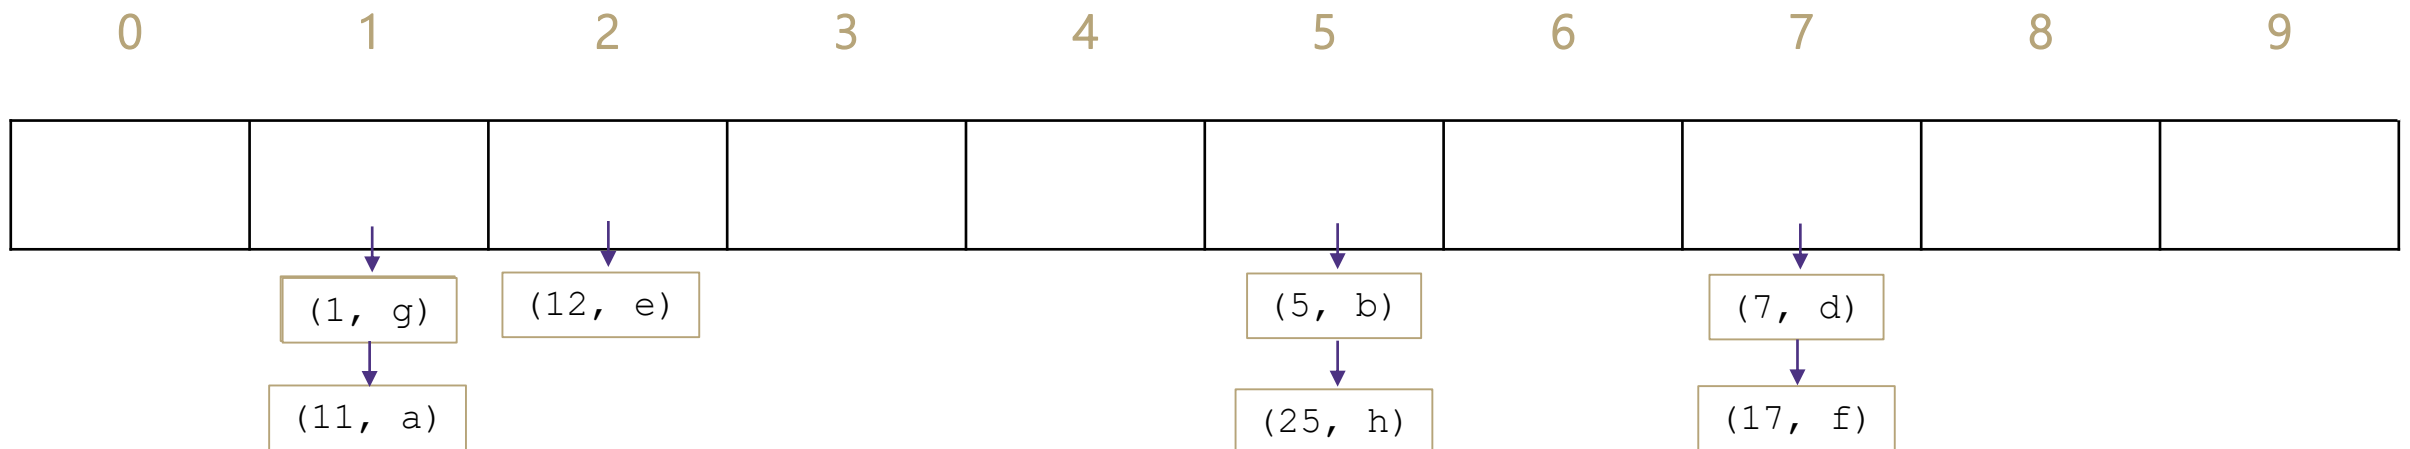 0 1 2 3 4 5 6 7 8 9
(1, g) (12, e) (5, b) (7, d)
(11, a) (25, h) (17, f)